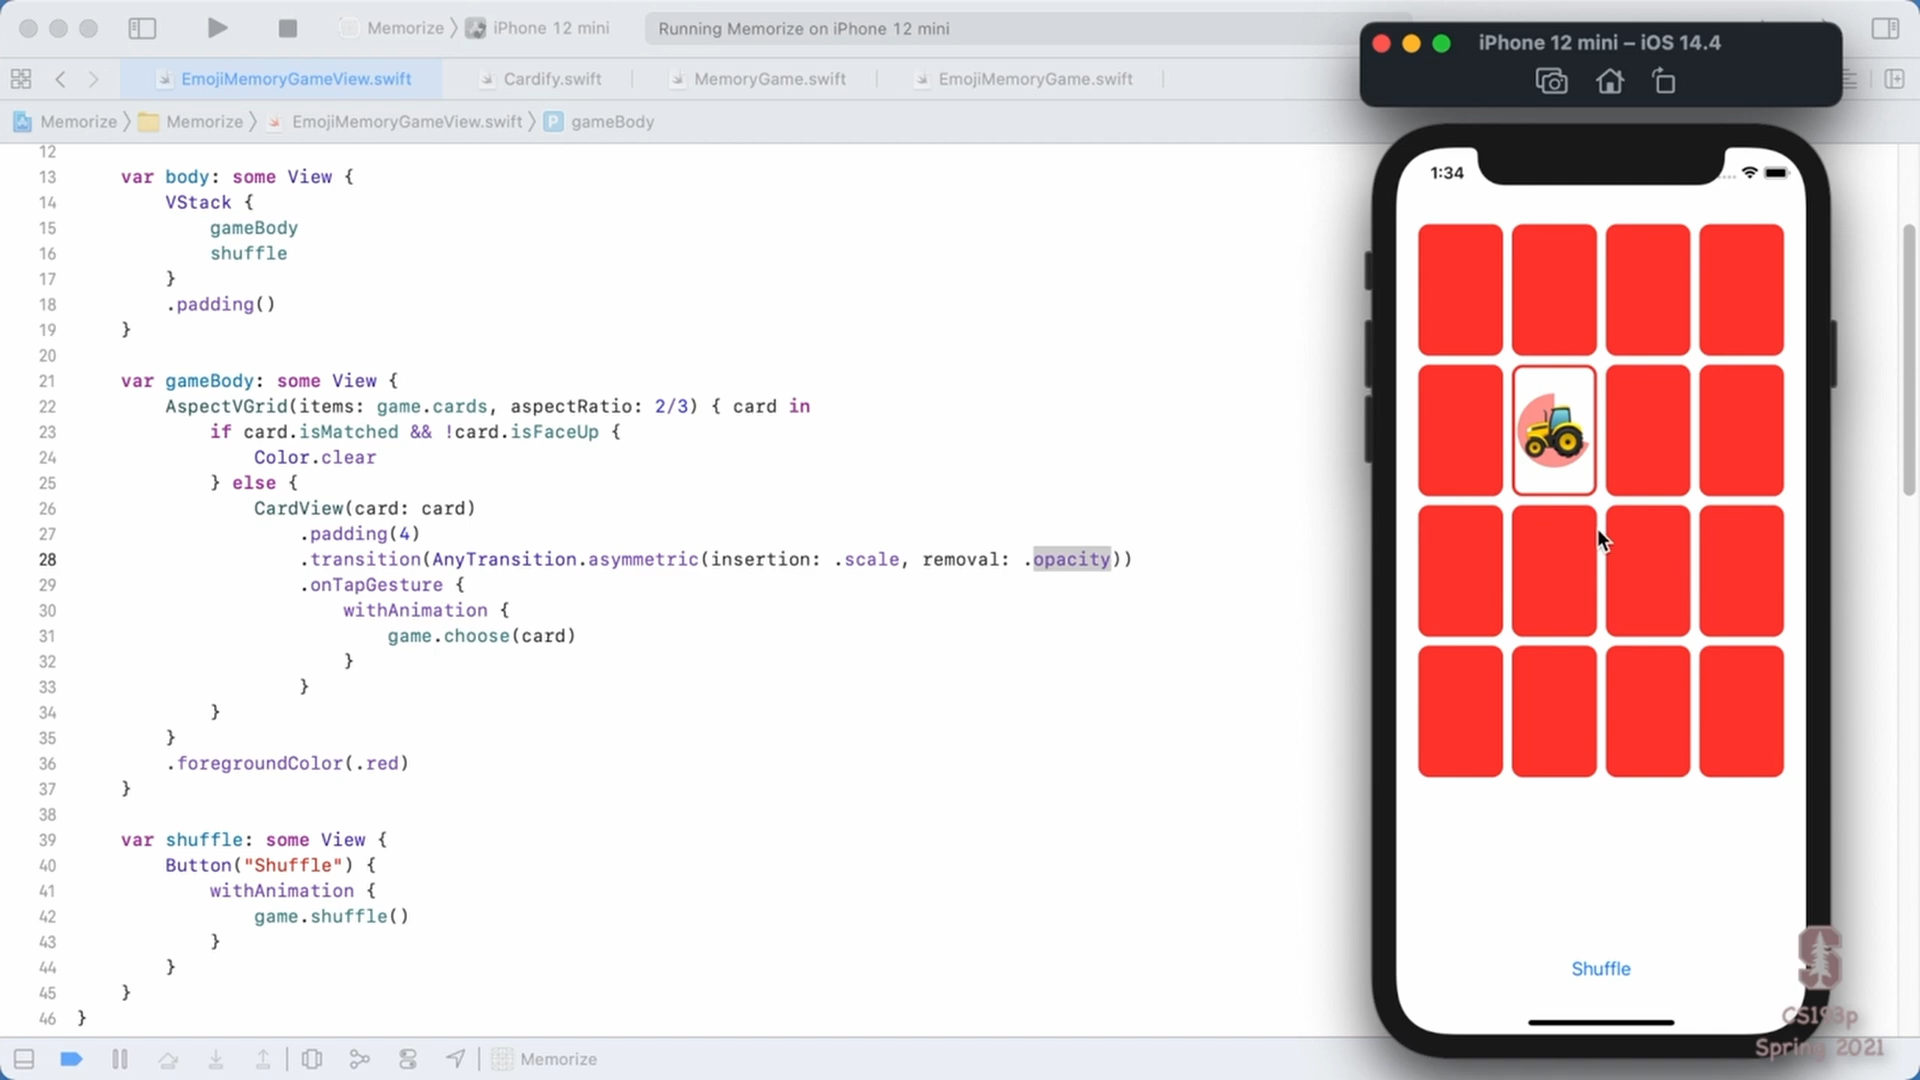 Memorize 〉 iPhone 12 mini
Running Memorize on iPhone 12 mini
iPhone 12 mini – iOS 14.4
EmojiMemoryGameView.swift
Cardify.swift
MemoryGame.swift
EmojiMemoryGame.swift
Memorize 〉 Memorize 〉 EmojiMemoryGameView.swift 〉 P gameBody
12
13 var body: some View {
14 VStack {
15 gameBody
16 shuffle
17 }
18 .padding()
19 }
20
21 var gameBody: some View {
22 AspectVGrid(items: game.cards, aspectRatio: 2/3) { card in
23 if card.isMatched && !card.isFaceUp {
24 Color.clear
25 } else {
26 CardView(card: card)
27 .padding(4)
28 .transition(AnyTransition.asymmetric(insertion: .scale, removal: .opacity))
29 .onTapGesture {
30 withAnimation {
31 game.choose(card)
32 }
33 }
34 }
35 }
36 .foregroundColor(.red)
37 }
38
39 var shuffle: some View {
40 Button("Shuffle") {
41 withAnimation {
42 game.shuffle()
43 }
44 }
45 }
46 }
Memorize
1:34
Shuffle
CS193p
Spring 2021